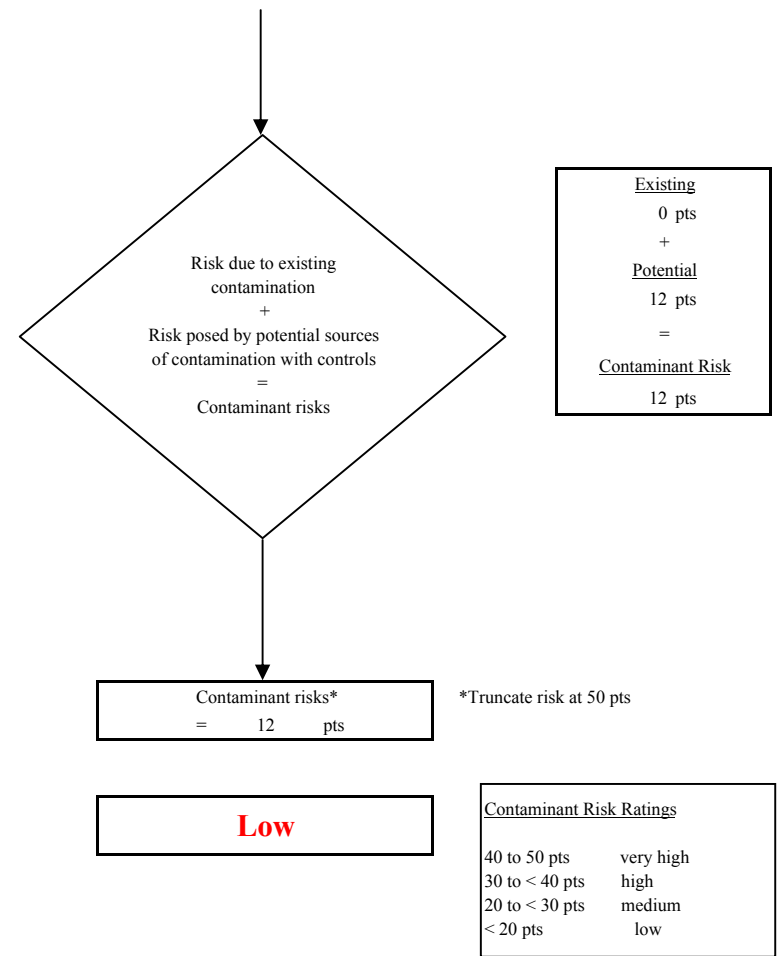 Risk due to existing
contamination
+
Risk posed by potential sources
of contamination with controls
=
Contaminant risks
Existing
0 pts
+
Potential
12 pts
=
Contaminant Risk
12 pts
Contaminant risks*
= 12 pts
*Truncate risk at 50 pts
Low
Contaminant Risk Ratings
40 to 50 pts very high
30 to < 40 pts high
20 to < 30 pts medium
< 20 pts low